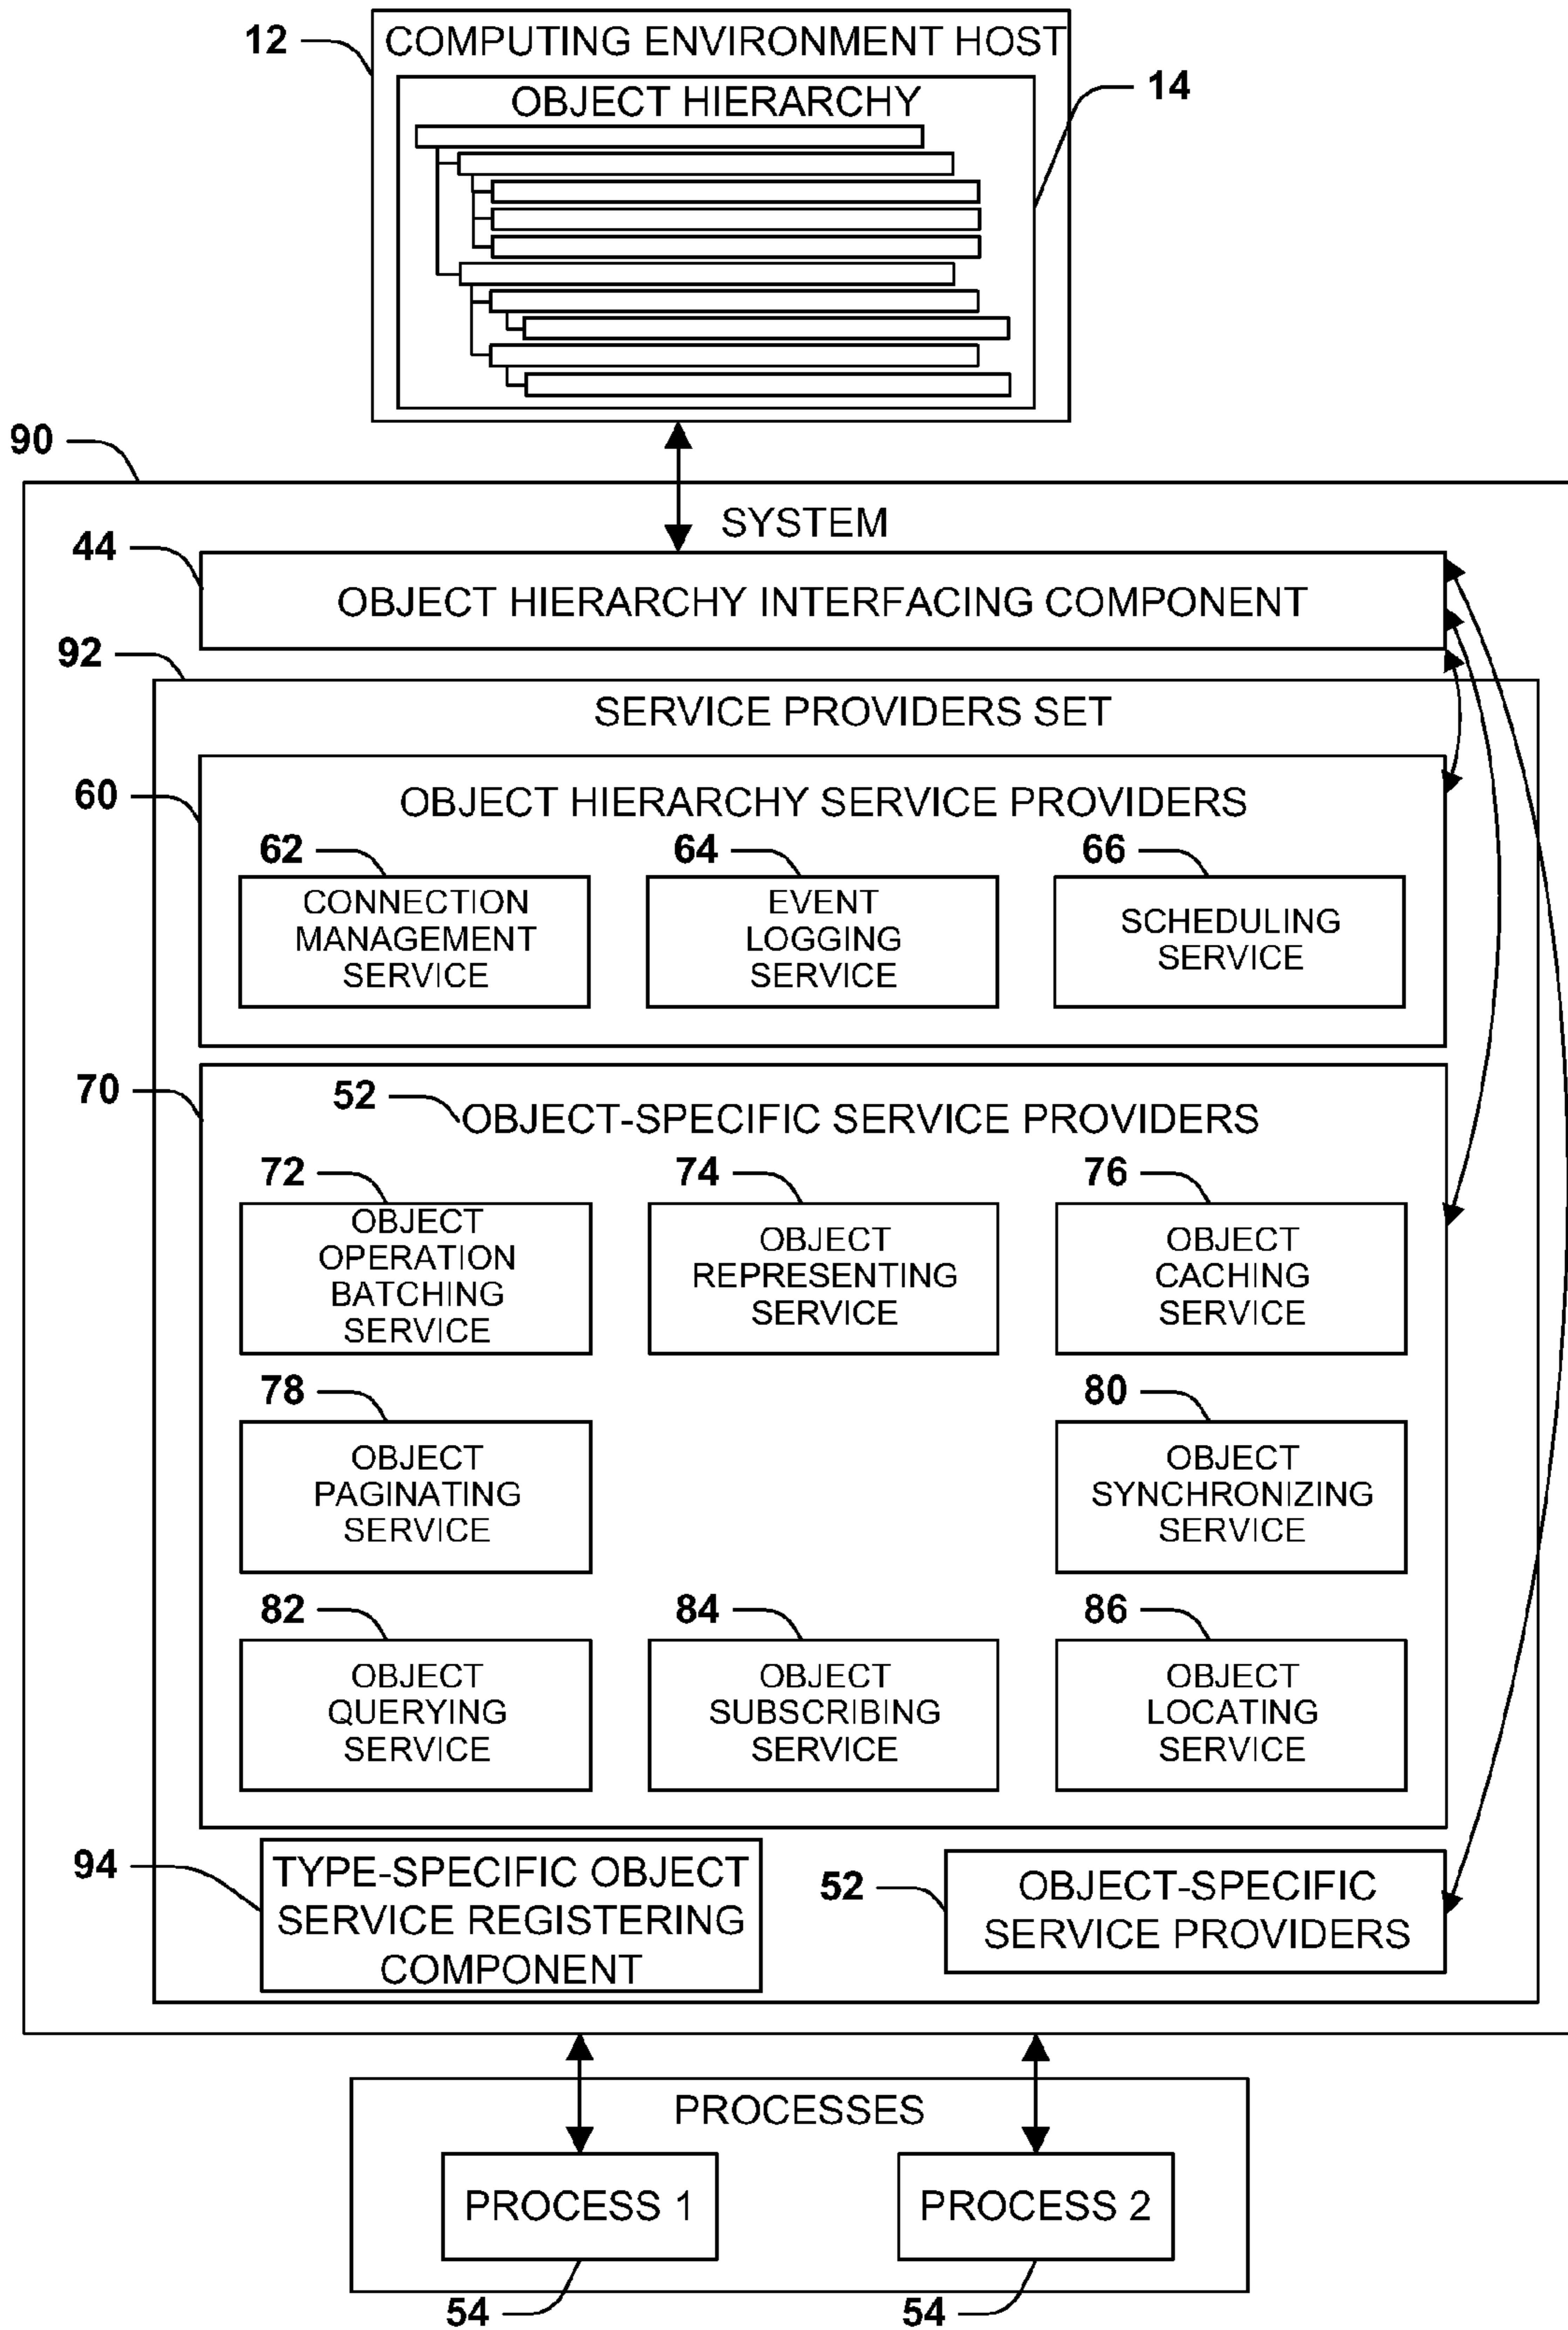 12
COMPUTING ENVIRONMENT HOST
OBJECT HIERARCHY
14
90
SYSTEM
44
OBJECT HIERARCHY INTERFACING COMPONENT
92
SERVICE PROVIDERS SET
60
OBJECT HIERARCHY SERVICE PROVIDERS
62
CONNECTION
MANAGEMENT
SERVICE
64
EVENT
LOGGING
SERVICE
66
SCHEDULING
SERVICE
70
52
OBJECT-SPECIFIC SERVICE PROVIDERS
72
OBJECT
OPERATION
BATCHING
SERVICE
74
OBJECT
REPRESENTING
SERVICE
76
OBJECT
CACHING
SERVICE
78
OBJECT
PAGINATING
SERVICE
80
OBJECT
SYNCHRONIZING
SERVICE
82
OBJECT
QUERYING
SERVICE
84
OBJECT
SUBSCRIBING
SERVICE
86
OBJECT
LOCATING
SERVICE
94
TYPE-SPECIFIC OBJECT
SERVICE REGISTERING
COMPONENT
52
OBJECT-SPECIFIC
SERVICE PROVIDERS
PROCESSES
PROCESS 1
PROCESS 2
54
54